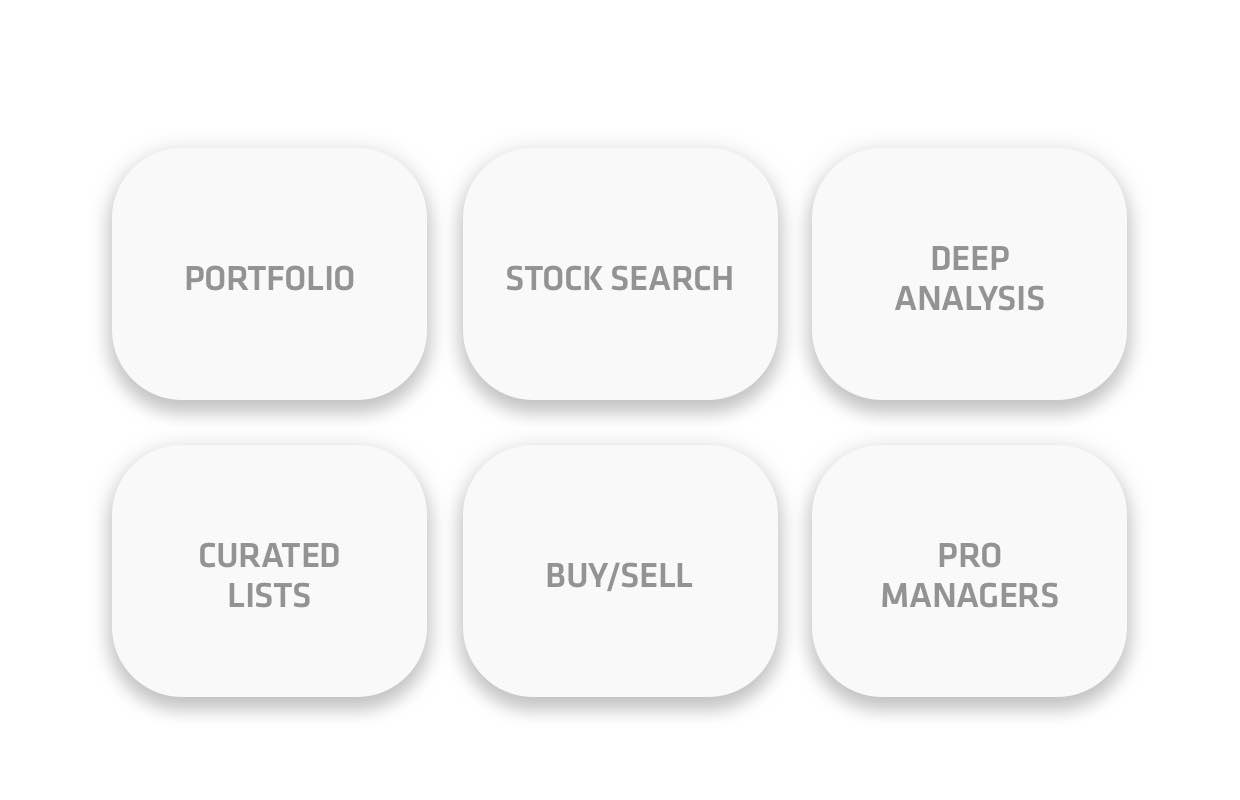 PORTFOLIO
STOCK SEARCH
DEEP
ANALYSIS
CURATED
LISTS
BUY/SELL
PRO
MANAGERS